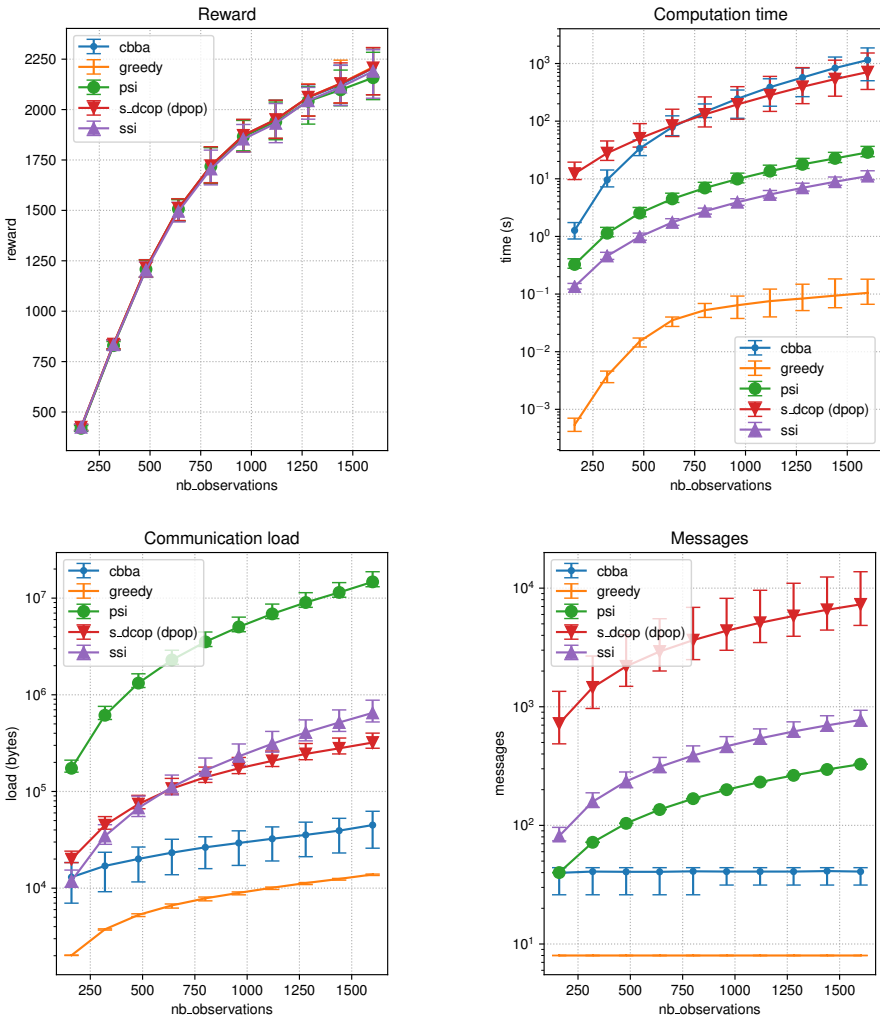 Reward
2250
2000
1750
1500
1250
1000
750
500
reward
250
500
750
1000
1250
1500
nb_observations
cbba
greedy
psi
s_dcop (dpop)
ssi
Computation time
10³
10²
10¹
10⁰
10⁻¹
10⁻²
10⁻³
time (s)
250
500
750
1000
1250
1500
nb_observations
cbba
greedy
psi
s_dcop (dpop)
ssi
Communication load
10⁷
10⁶
10⁵
10⁴
load (bytes)
250
500
750
1000
1250
1500
nb_observations
cbba
greedy
psi
s_dcop (dpop)
ssi
Messages
10⁴
10³
10²
10¹
messages
250
500
750
1000
1250
1500
nb_observations
cbba
greedy
psi
s_dcop (dpop)
ssi